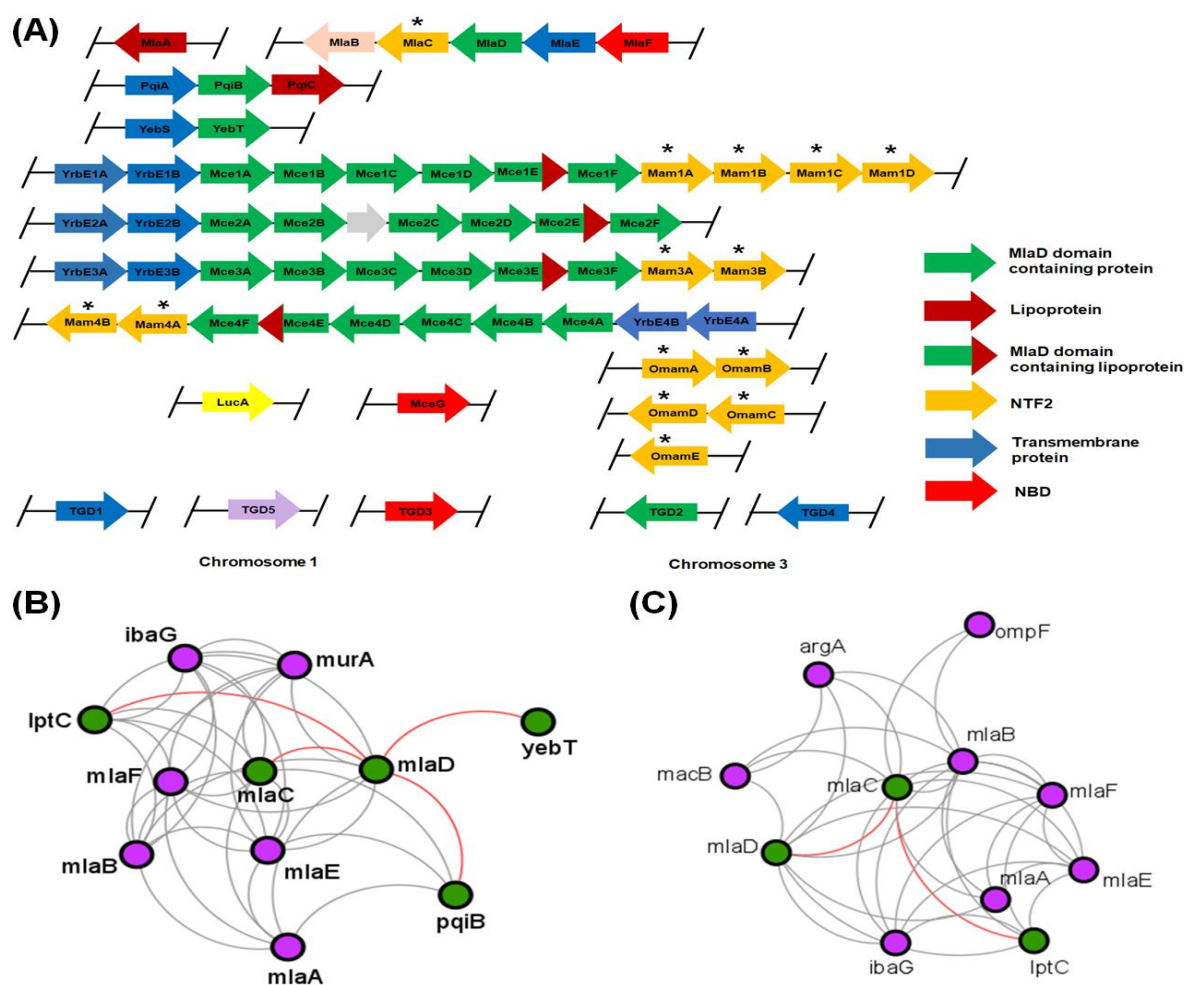 (A)
MlaA
*
MlaB MlaC MlaD MlaE MlaF
PqiA PqiB PqiC
YebS YebT
* * * *
YrbE1A YrbE1B Mce1A Mce1B Mce1C Mce1D Mce1E Mce1F Mam1A Mam1B Mam1C Mam1D
YrbE2A YrbE2B Mce2A Mce2B Mce2C Mce2D Mce2E Mce2F
* *
YrbE3A YrbE3B Mce3A Mce3B Mce3C Mce3D Mce3E Mce3F Mam3A Mam3B
* *
Mam4B Mam4A Mce4F Mce4E Mce4D Mce4C Mce4B Mce4A YrbE4B YrbE4A
* *
OmamA OmamB
LucA MceG
* *
OmamD OmamC
*
OmamE
TGD1 TGD5 TGD3 TGD2 TGD4
Chromosome 1 Chromosome 3
MlaD domain
containing protein
Lipoprotein
MlaD domain
containing lipoprotein
NTF2
Transmembrane
protein
NBD
(B)
ibaG
murA
lptC
yebT
mlaF
mlaC
mlaD
mlaB
mlaE
pqiB
mlaA
(C)
ompF
argA
mlaB
macB
mlaC
mlaF
mlaD
mlaE
mlaA
ibaG
lptC